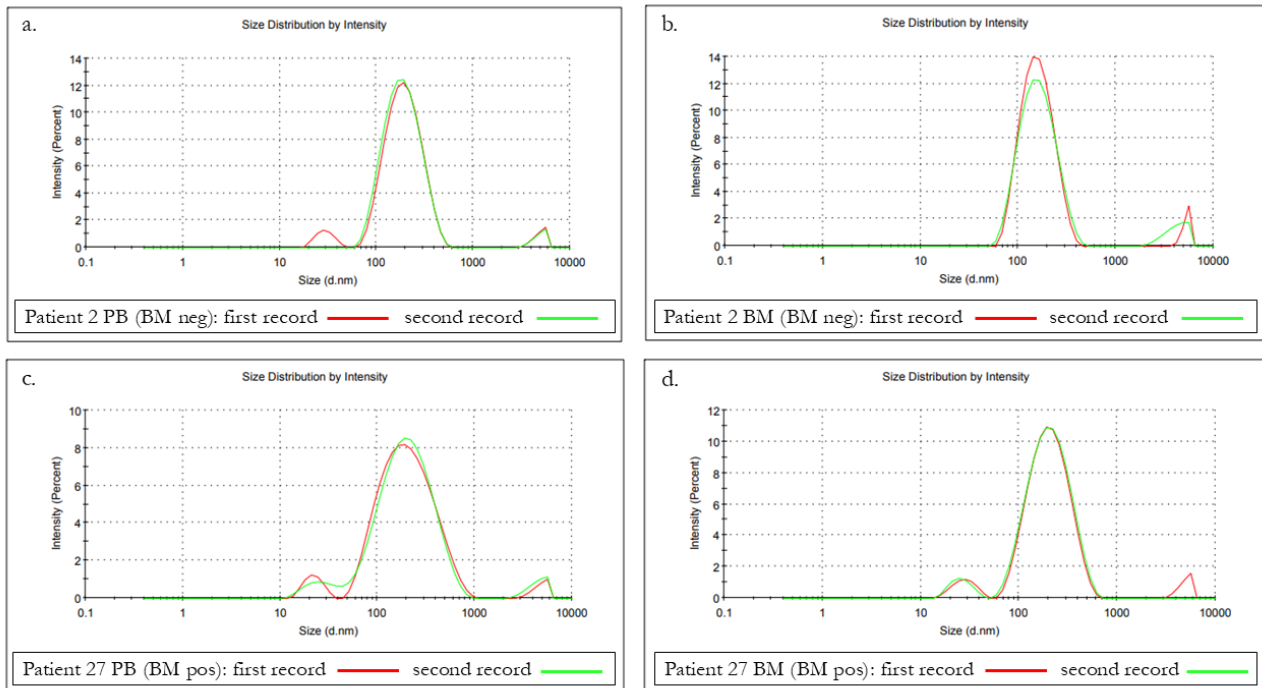 a.
Size Distribution by Intensity
Intensity (Percent)
14
12
10
8
6
4
2
0
0.1 1 10 100 1000 10000
Size (d.nm)
Patient 2 PB (BM neg): first record second record
b.
Size Distribution by Intensity
Intensity (Percent)
14
12
10
8
6
4
2
0
0.1 1 10 100 1000 10000
Size (d.nm)
Patient 2 BM (BM neg): first record second record
c.
Size Distribution by Intensity
Intensity (Percent)
10
8
6
4
2
0
0.1 1 10 100 1000 10000
Size (d.nm)
Patient 27 PB (BM pos): first record second record
d.
Size Distribution by Intensity
Intensity (Percent)
12
10
8
6
4
2
0
0.1 1 10 100 1000 10000
Size (d.nm)
Patient 27 BM (BM pos): first record second record